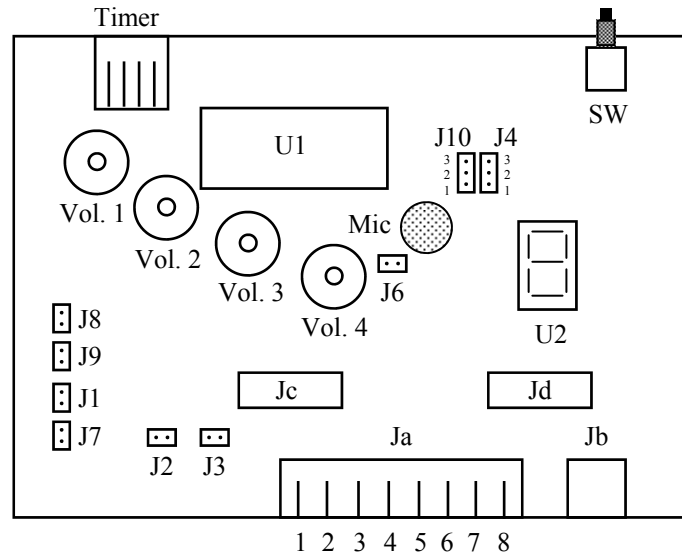 Timer
SW
U1
J10 J4
3 3
2 2
1 1
Vol. 1
Vol. 2
Vol. 3
Vol. 4
Mic
J6
U2
J8
J9
J1
J7
J2
J3
Jc
Jd
Ja
Jb
1 2 3 4 5 6 7 8